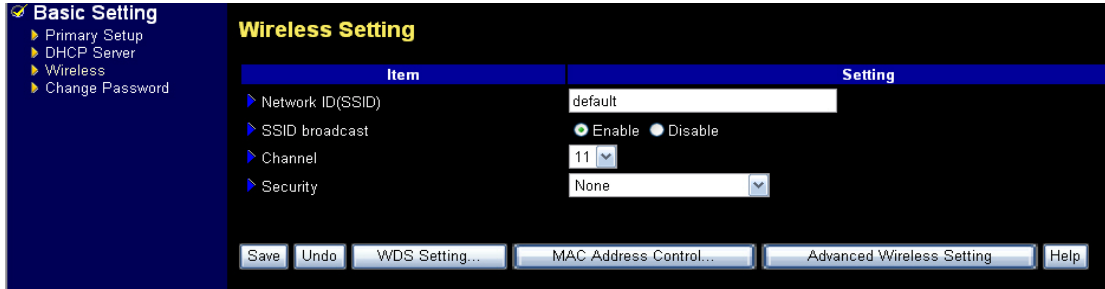 Basic Setting
Primary Setup
DHCP Server
Wireless
Change Password
Wireless Setting
Item Setting
Network ID(SSID) default
SSID broadcast Enable Disable
Channel 11
Security None
Save Undo WDS Setting... MAC Address Control... Advanced Wireless Setting Help